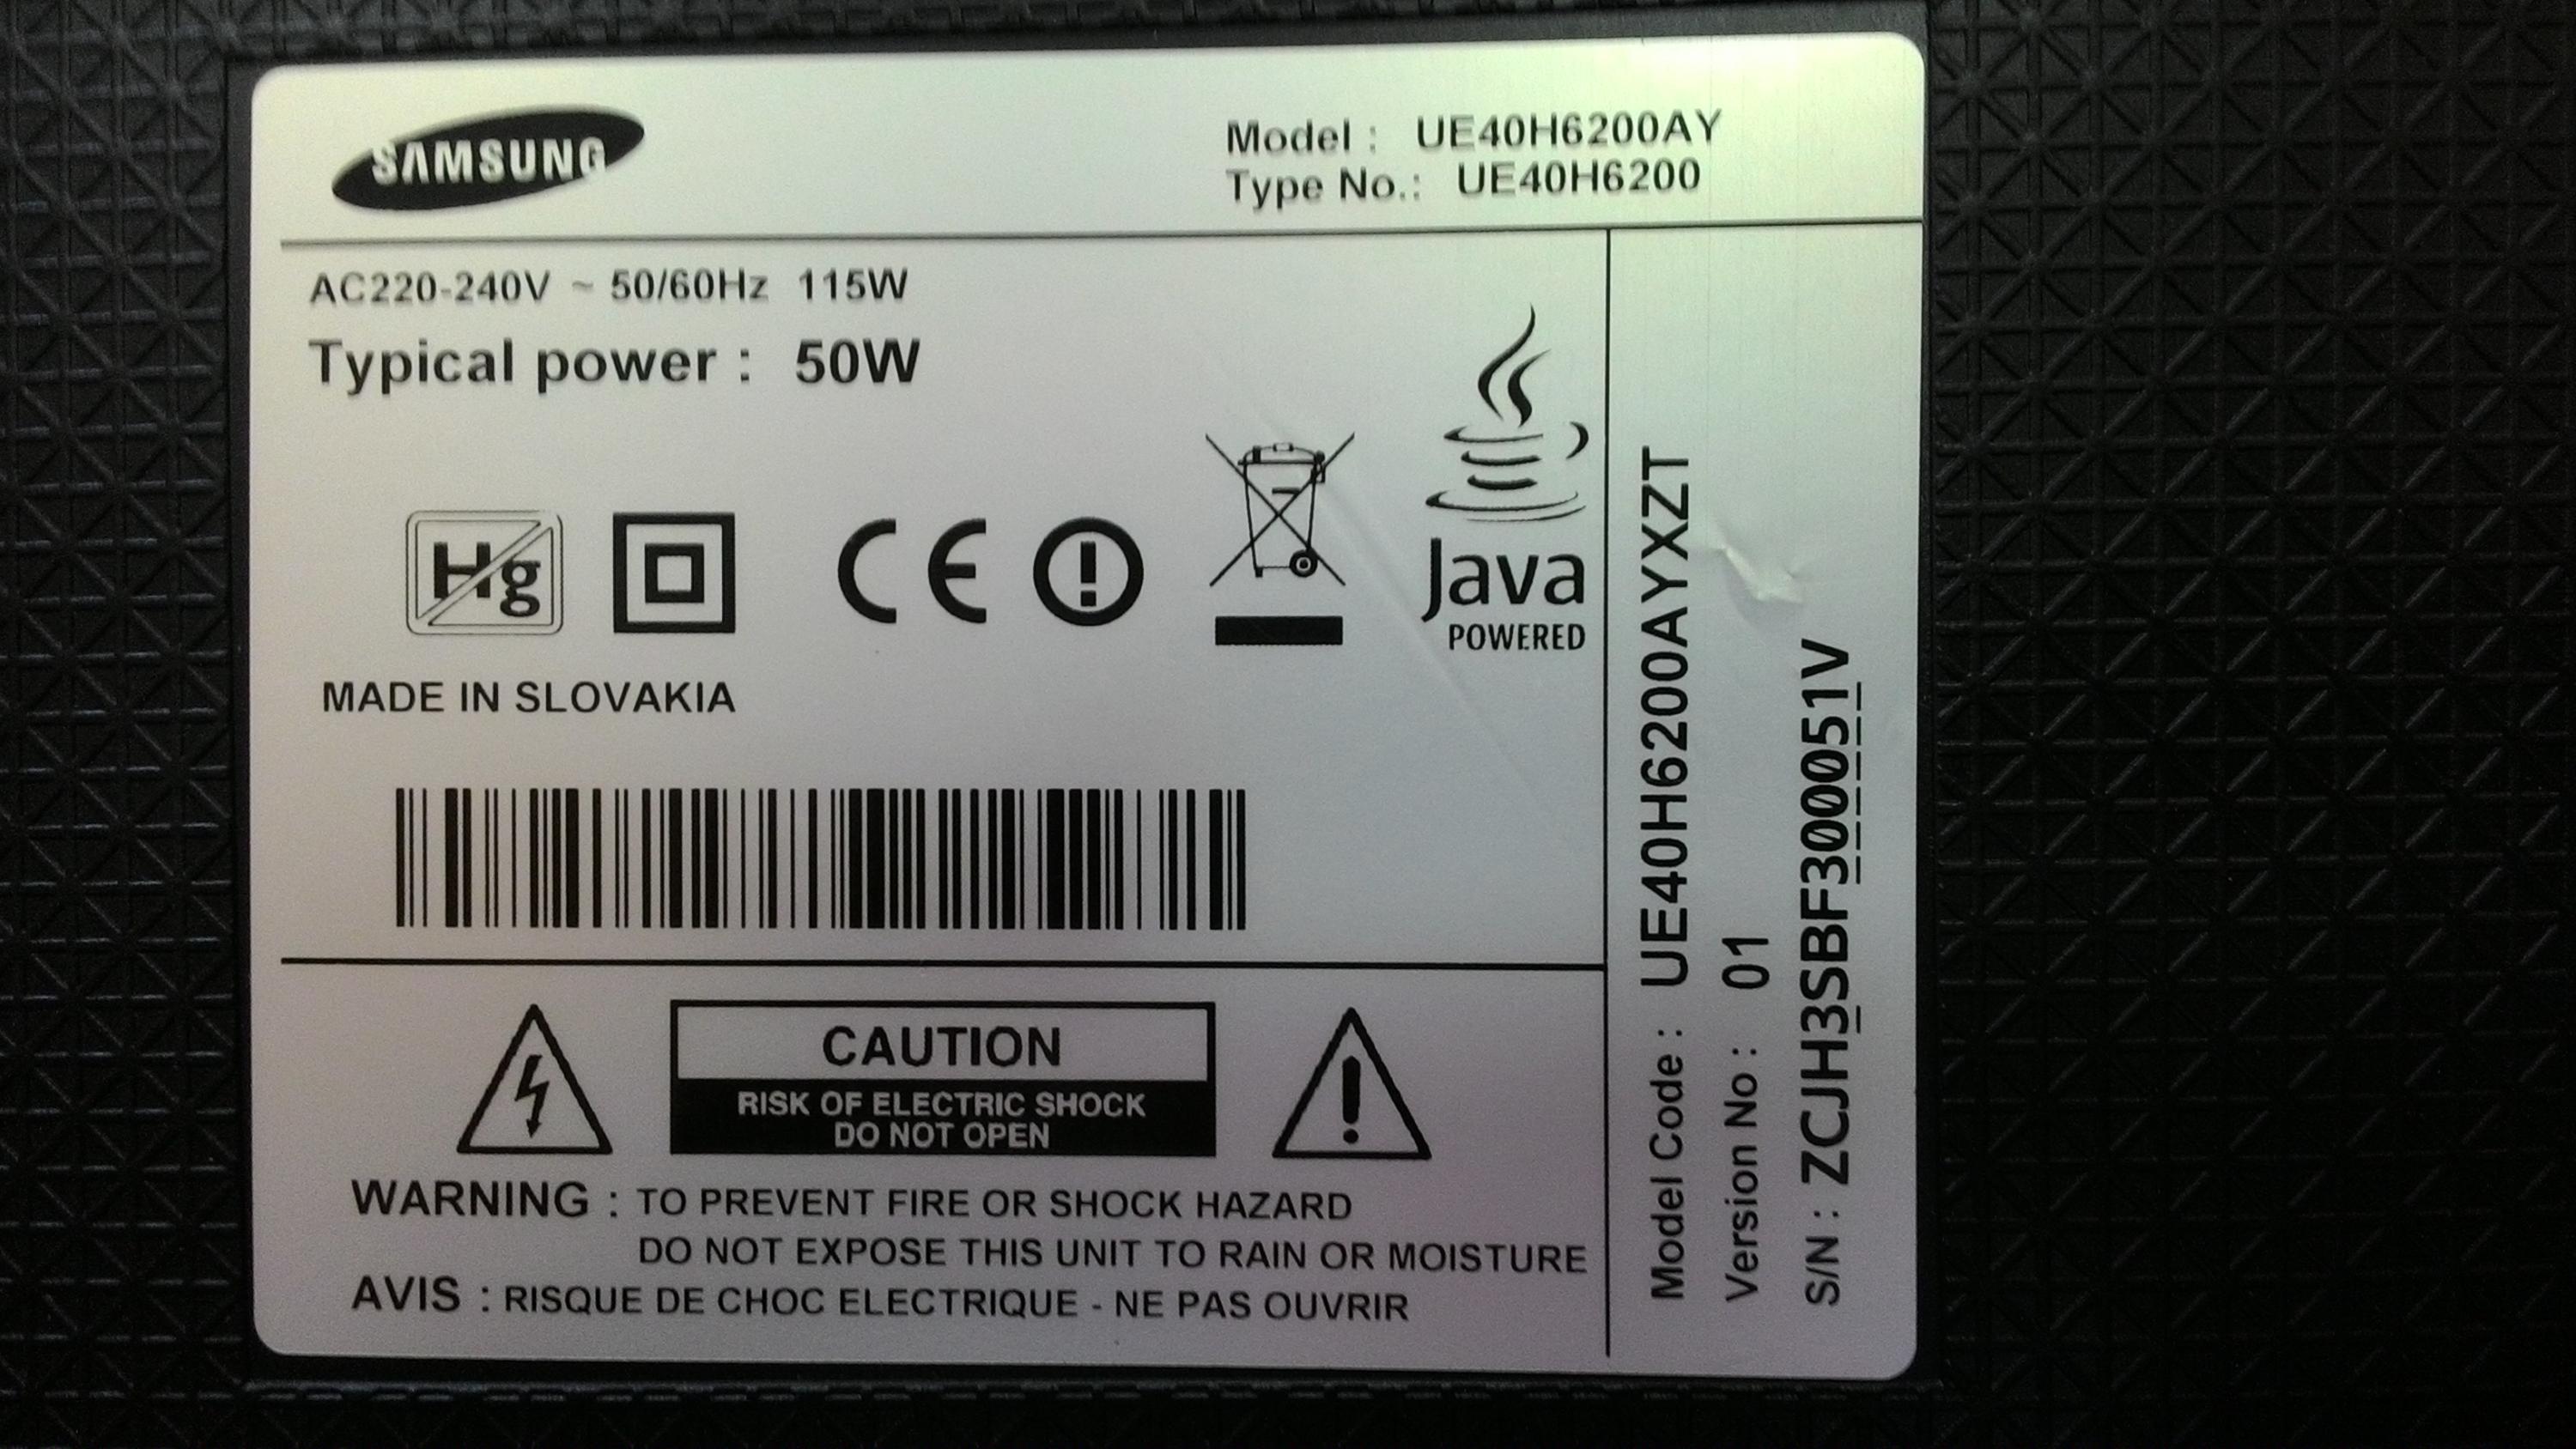 SAMSUNG
Model : UE40H6200AY
Type No.: UE40H6200
AC220-240V ~ 50/60Hz 115W
Typical power : 50W
Hg
CE
Java
POWERED
MADE IN SLOVAKIA
CAUTION
RISK OF ELECTRIC SHOCK
DO NOT OPEN
WARNING : TO PREVENT FIRE OR SHOCK HAZARD
DO NOT EXPOSE THIS UNIT TO RAIN OR MOISTURE
AVIS : RISQUE DE CHOC ELECTRIQUE - NE PAS OUVRIR
Model Code : UE40H6200AYXZT
Version No : 01
S/N : ZCJH3SBF300051V